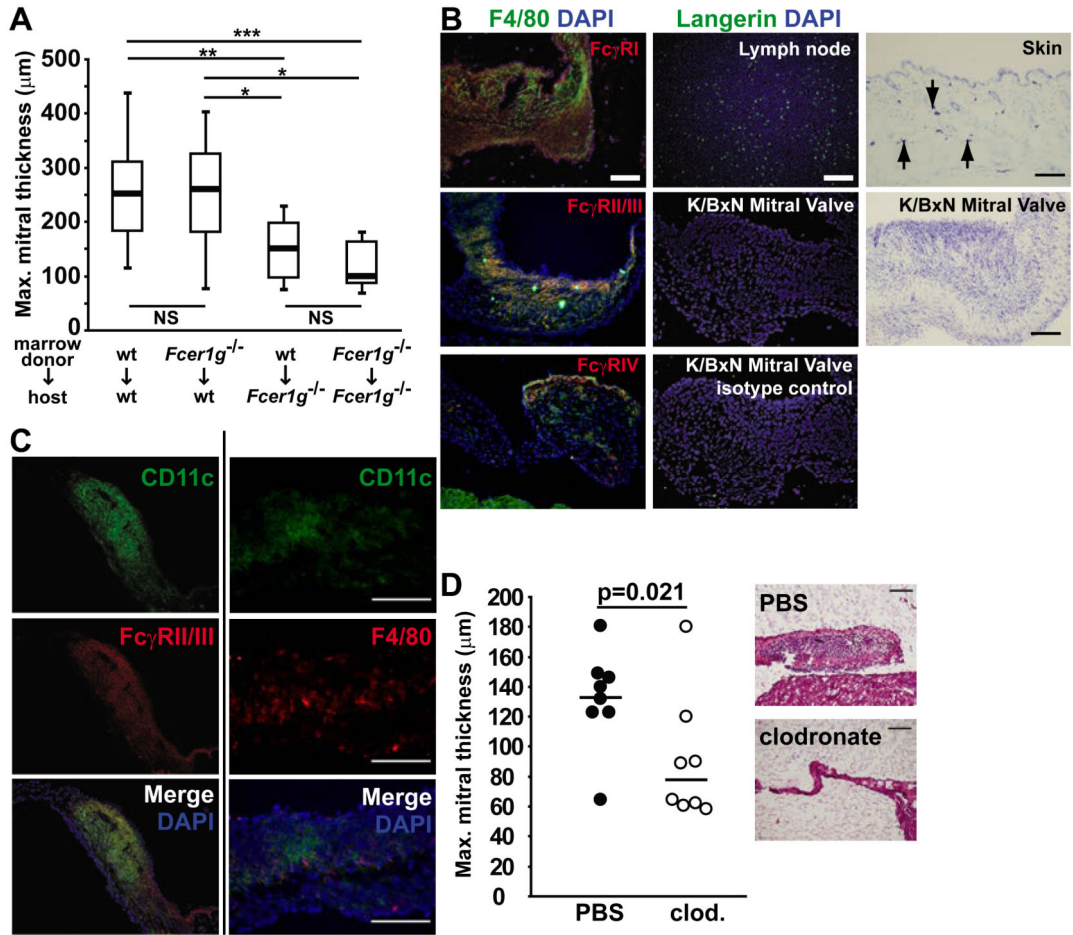 A
Max. mitral thickness (μm)
500
400
300
200
100
0
***
**
*
*
NS
NS
marrow
donor
↓
host
wt
↓
wt
Fcer1g-/-
↓
wt
wt
↓
Fcer1g-/-
Fcer1g-/-
↓
Fcer1g-/-
B
F4/80 DAPI
Langerin DAPI
FcγRI
Lymph node
Skin
FcγRII/III
K/BxN Mitral Valve
K/BxN Mitral Valve
FcγRIV
K/BxN Mitral Valve
isotype control
C
CD11c
CD11c
FcγRII/III
F4/80
Merge
DAPI
Merge
DAPI
D
Max. mitral thickness (μm)
200
180
160
140
120
100
80
60
40
20
0
p=0.021
PBS
clod.
PBS
clodronate